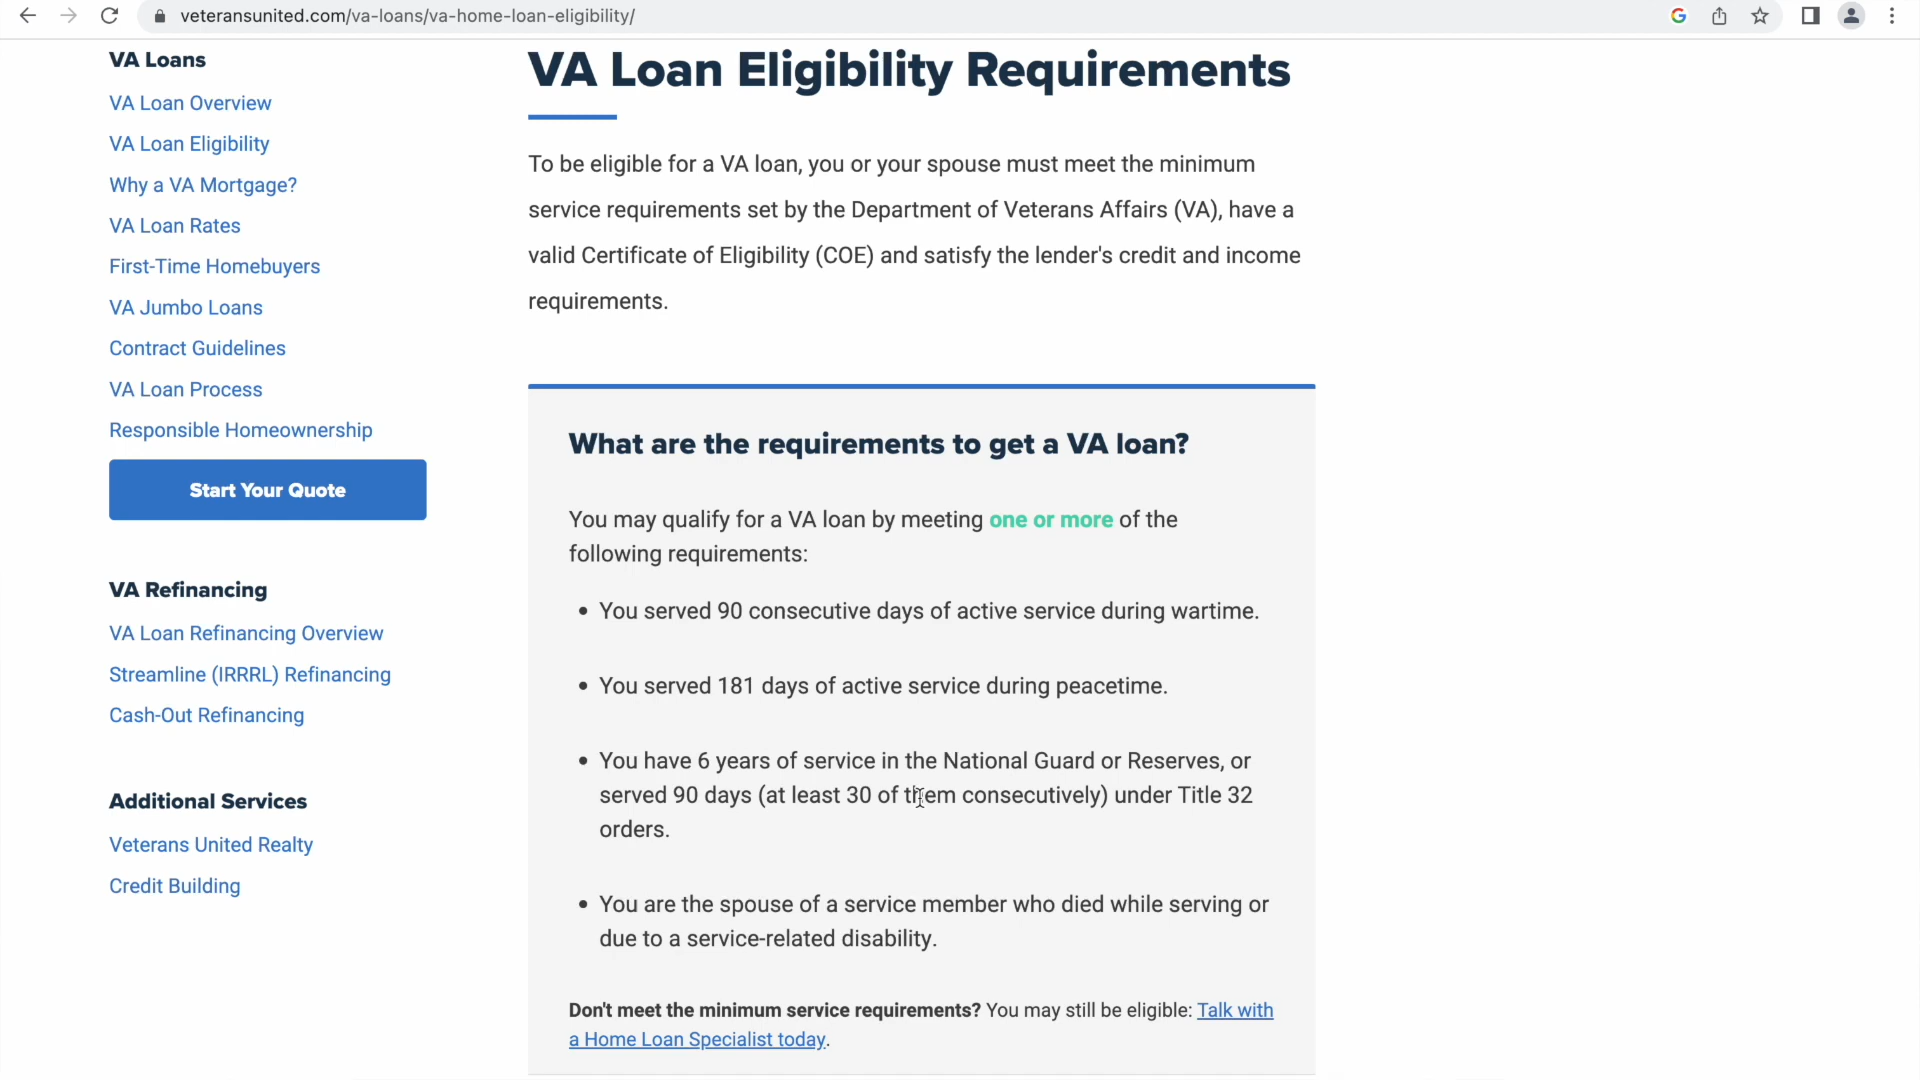 veteransunited.com/va-loans/va-home-loan-eligibility/
VA Loans
VA Loan Overview
VA Loan Eligibility
Why a VA Mortgage?
VA Loan Rates
First-Time Homebuyers
VA Jumbo Loans
Contract Guidelines
VA Loan Process
Responsible Homeownership
Start Your Quote
VA Refinancing
VA Loan Refinancing Overview
Streamline (IRRRL) Refinancing
Cash-Out Refinancing
Additional Services
Veterans United Realty
Credit Building
VA Loan Eligibility Requirements
To be eligible for a VA loan, you or your spouse must meet the minimum
service requirements set by the Department of Veterans Affairs (VA), have a
valid Certificate of Eligibility (COE) and satisfy the lender's credit and income
requirements.
What are the requirements to get a VA loan?
You may qualify for a VA loan by meeting one or more of the
following requirements:
• You served 90 consecutive days of active service during wartime.
• You served 181 days of active service during peacetime.
• You have 6 years of service in the National Guard or Reserves, or
served 90 days (at least 30 of them consecutively) under Title 32
orders.
• You are the spouse of a service member who died while serving or
due to a service-related disability.
Don't meet the minimum service requirements? You may still be eligible: Talk with
a Home Loan Specialist today.